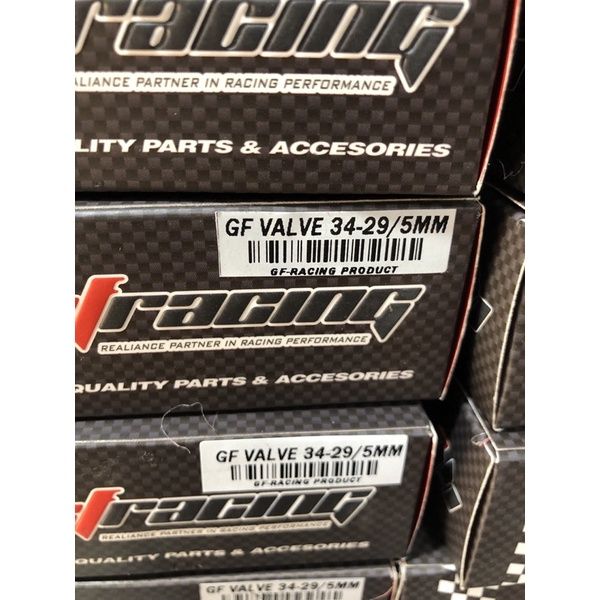 racing
ALIANCE PARTNER IN RACING PERFORMANCE
LITY PARTS & ACCESORIES
GF VALVE 34-29/5MM
GF-RACING PRODUCT
racing
REALIANCE PARTNER IN RACING PERFORMANCE
QUALITY PARTS & ACCESORIES
GF VALVE 34-29/5MM
GF-RACING PRODUCT
racing
REALIANCE PARTNER IN RACING PERFORMANCE
QUALITY PARTS & ACCESORIES
GF VALVE 34-29/5MM